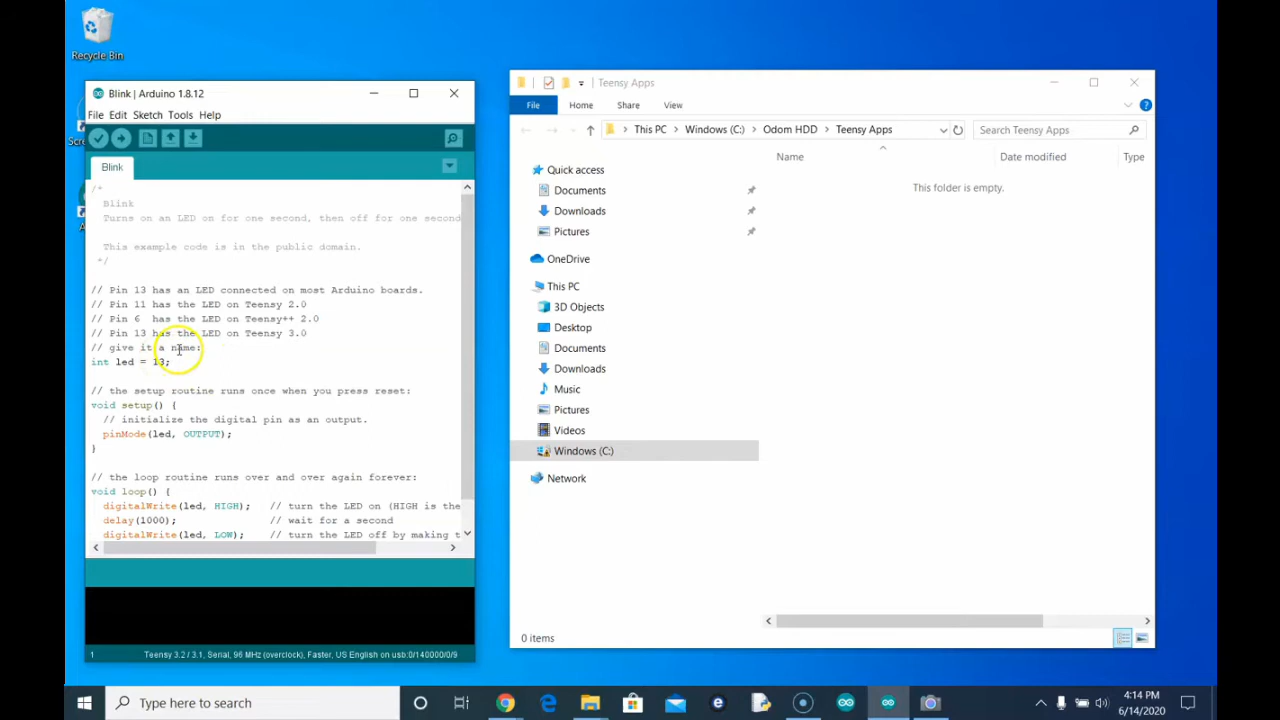 Recycle Bin
Scre
A
Blink | Arduino 1.8.12
File Edit Sketch Tools Help
Blink
/*
Blink
Turns on an LED on for one second, then off for one second
This example code is in the public domain.
*/
// Pin 13 has an LED connected on most Arduino boards.
// Pin 11 has the LED on Teensy 2.0
// Pin 6  has the LED on Teensy++ 2.0
// Pin 13 has the LED on Teensy 3.0
// give it a name:
int led = 13;
// the setup routine runs once when you press reset:
void setup() {
// initialize the digital pin as an output.
pinMode(led, OUTPUT);
}
// the loop routine runs over and over again forever:
void loop() {
digitalWrite(led, HIGH);   // turn the LED on (HIGH is the
delay(1000);               // wait for a second
digitalWrite(led, LOW);    // turn the LED off by making t
1
Teensy 3.2 / 3.1, Serial, 96 MHz (overclock), Faster, US English on usb:0/140000/0/9
Teensy Apps
File Home Share View
This PC > Windows (C:) > Odom HDD > Teensy Apps
Search Teensy Apps
Name Date modified Type
This folder is empty.
Quick access
Documents
Downloads
Pictures
OneDrive
This PC
3D Objects
Desktop
Documents
Downloads
Music
Pictures
Videos
Windows (C:)
Network
0 items
Type here to search
4:14 PM
6/14/2020